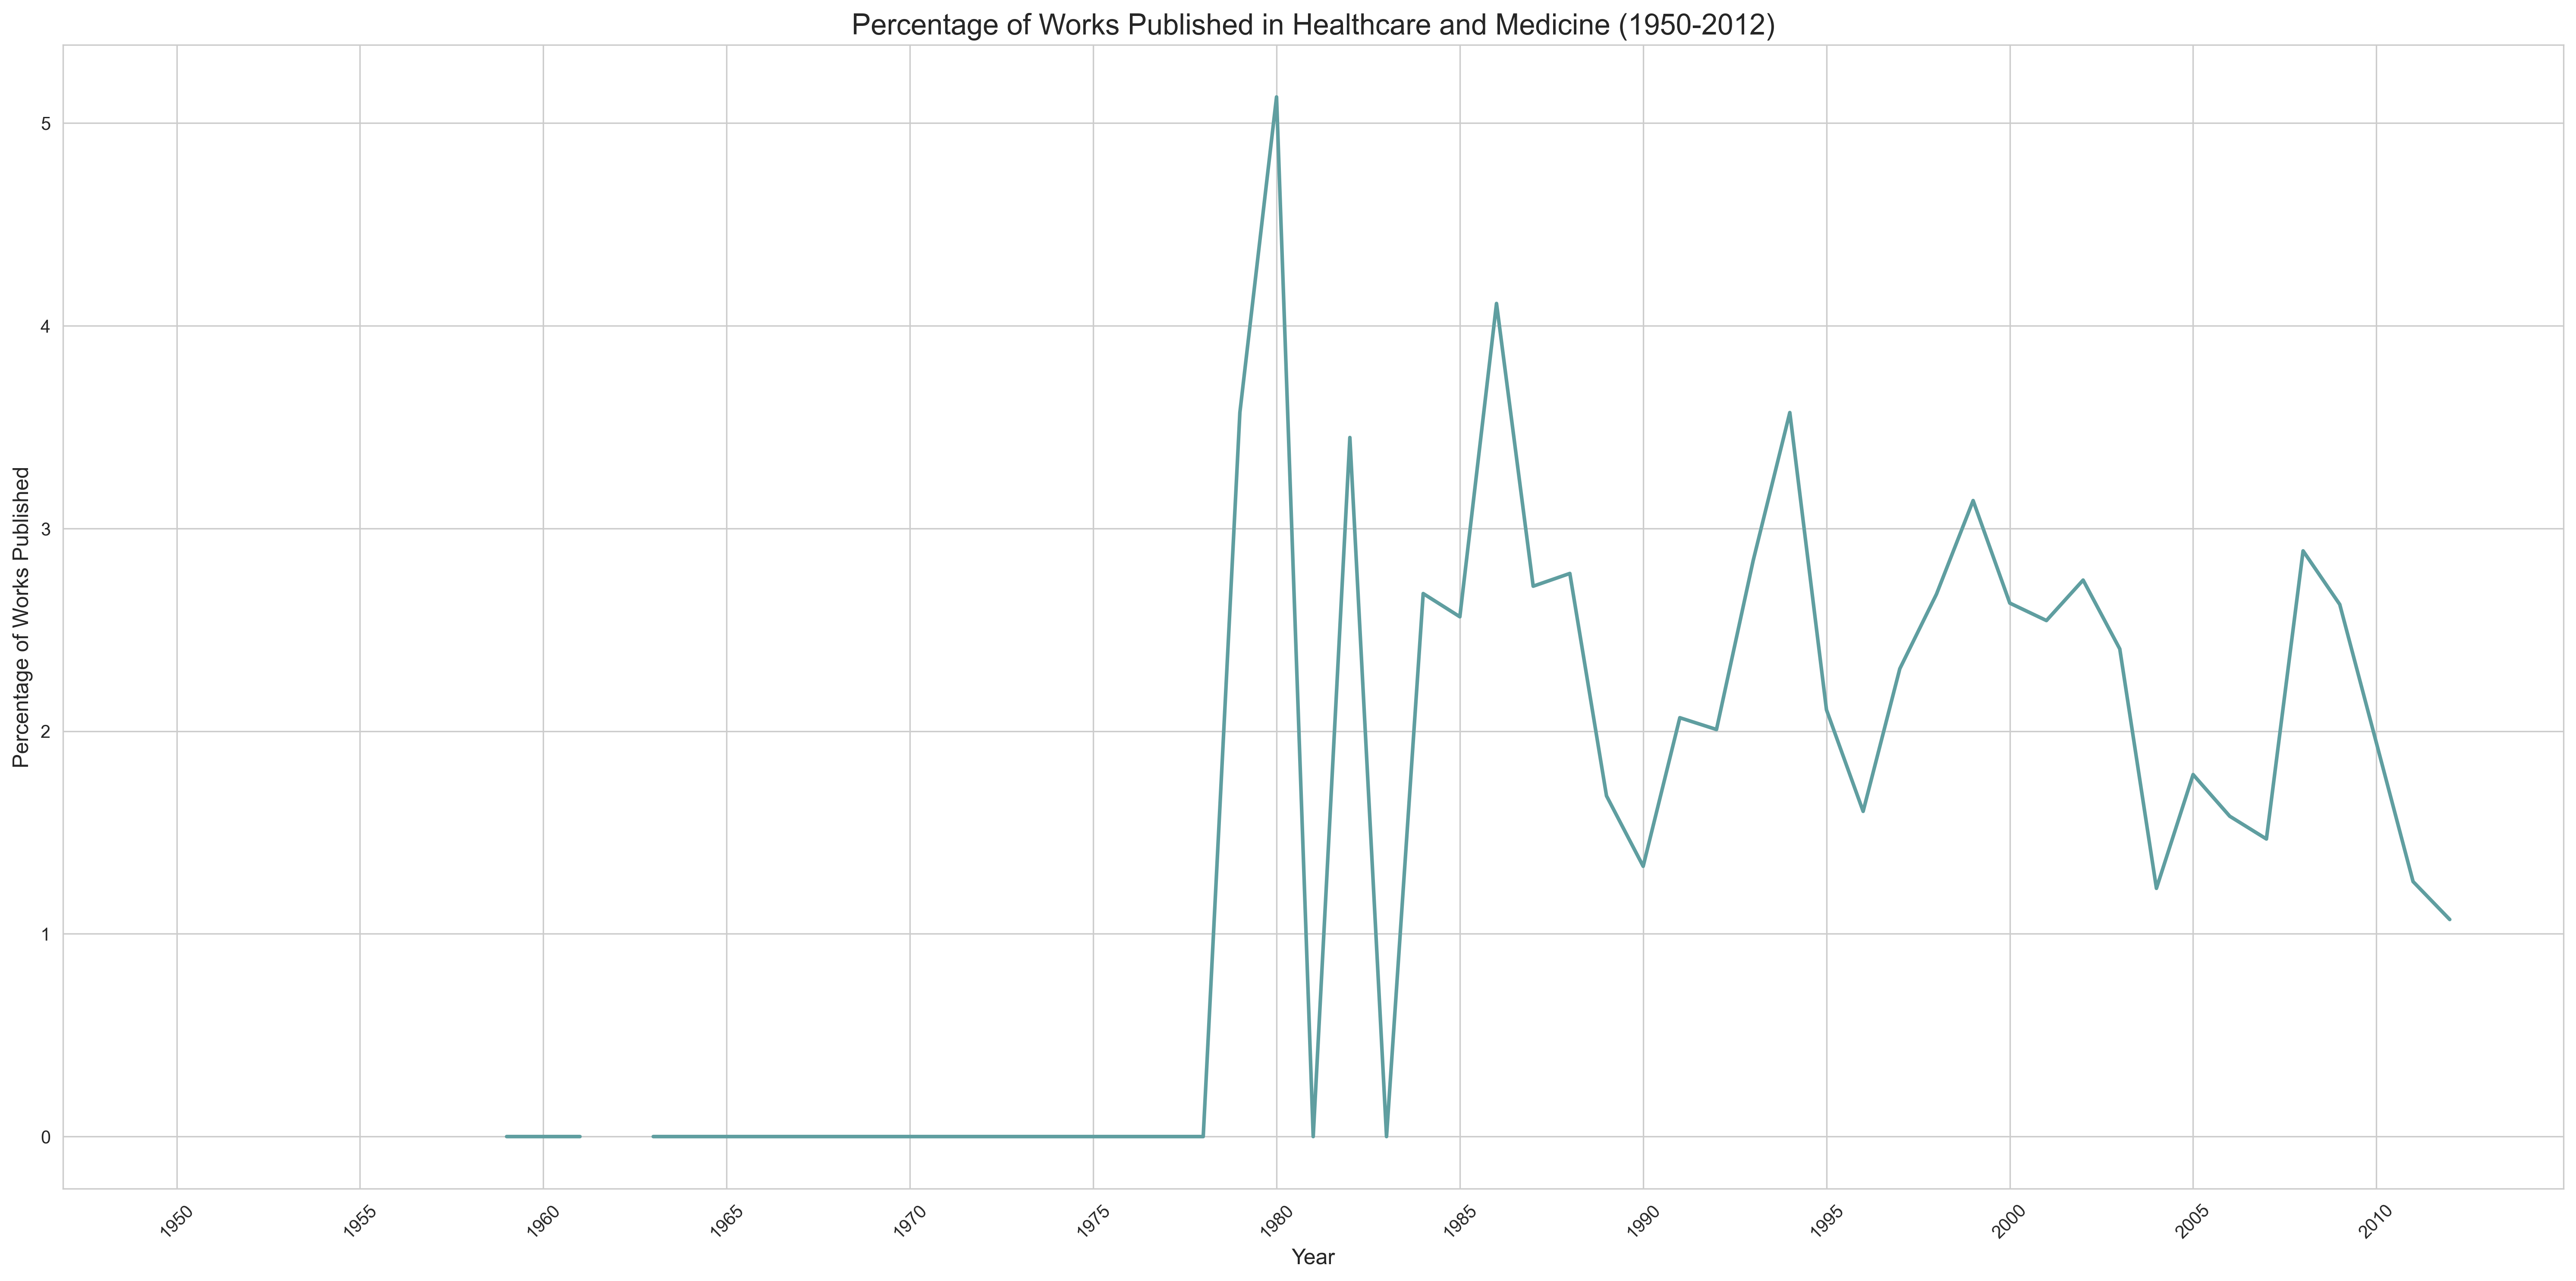 Percentage of Works Published in Healthcare and Medicine (1950-2012)
Percentage of Works Published
5
4
3
2
1
0
1950 1955 1960 1965 1970 1975 1980 1985 1990 1995 2000 2005 2010
Year